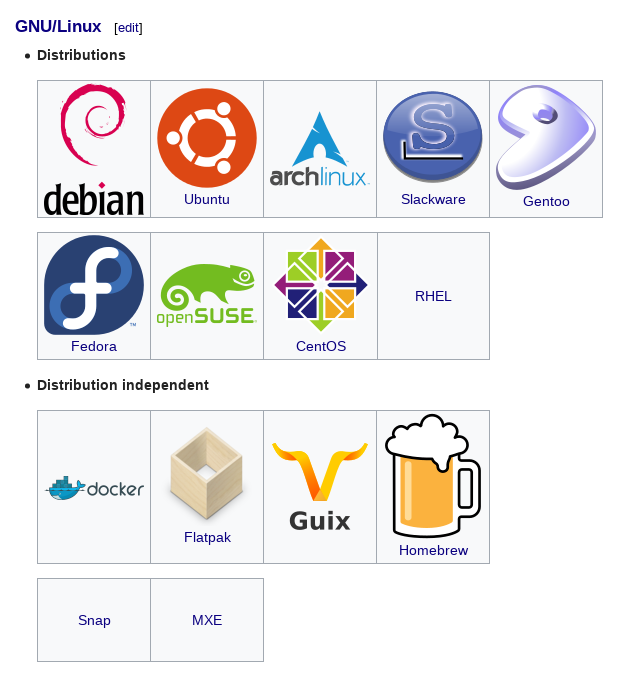 GNU/Linux [edit]
Distributions
debian
Ubuntu
archlinux
Slackware
Gentoo
Fedora
openSUSE
CentOS
RHEL
Distribution independent
docker
Flatpak
Guix
Homebrew
Snap
MXE